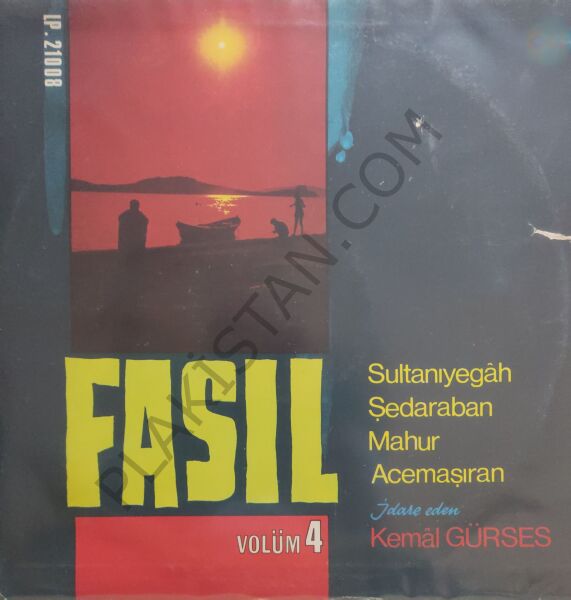 LP. 21008
FASIL
VOLÜM 4
Sultanıyegâh
Şedaraban
Mahur
Acemaşıran
İdare eden
Kemâl GÜRSES
PLAKİSTAN.COM